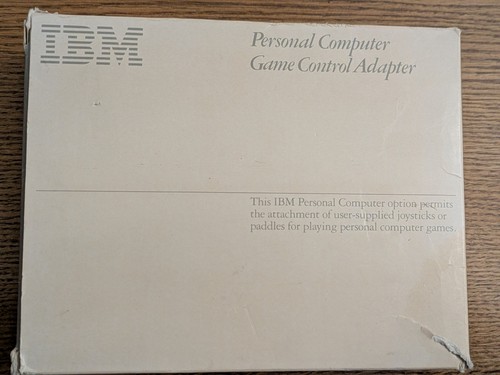 IBM
Personal Computer
Game Control Adapter
This IBM Personal Computer option permits
the attachment of user-supplied joysticks or
paddles for playing personal computer games.